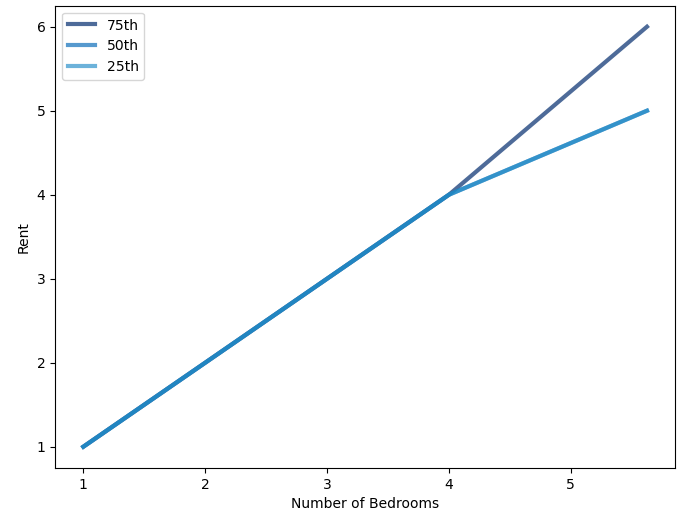 75th
50th
25th
6
5
4
3
2
1
Rent
1 2 3 4 5
Number of Bedrooms